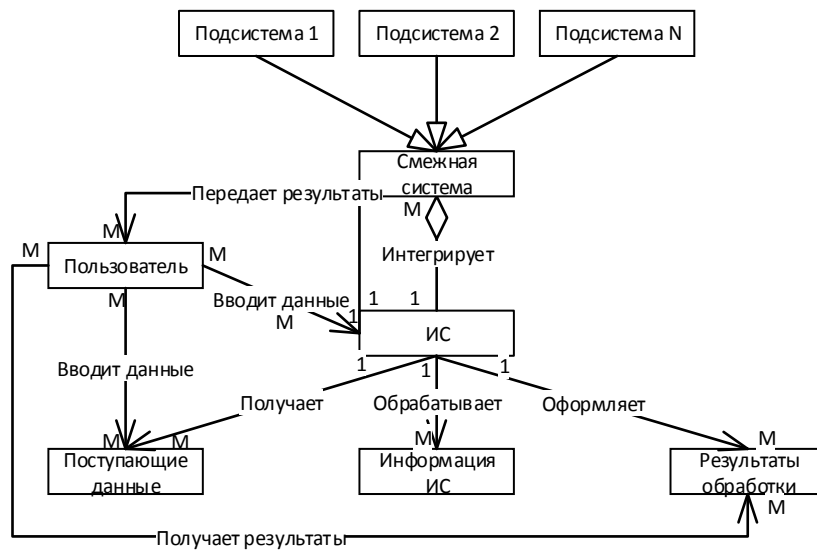 Подсистема 1
Подсистема 2
Подсистема N
Смежная
система
Передает результаты
M
M
M
Пользователь
M
Интегрирует
M
Вводит данные
M
1
1
1
ИС
Вводит данные
1
1
1
Получает
Обрабатывает
Оформляет
M
M
M
M
Поступающие
данные
Информация
ИС
Результаты
обработки
M
Получает результаты